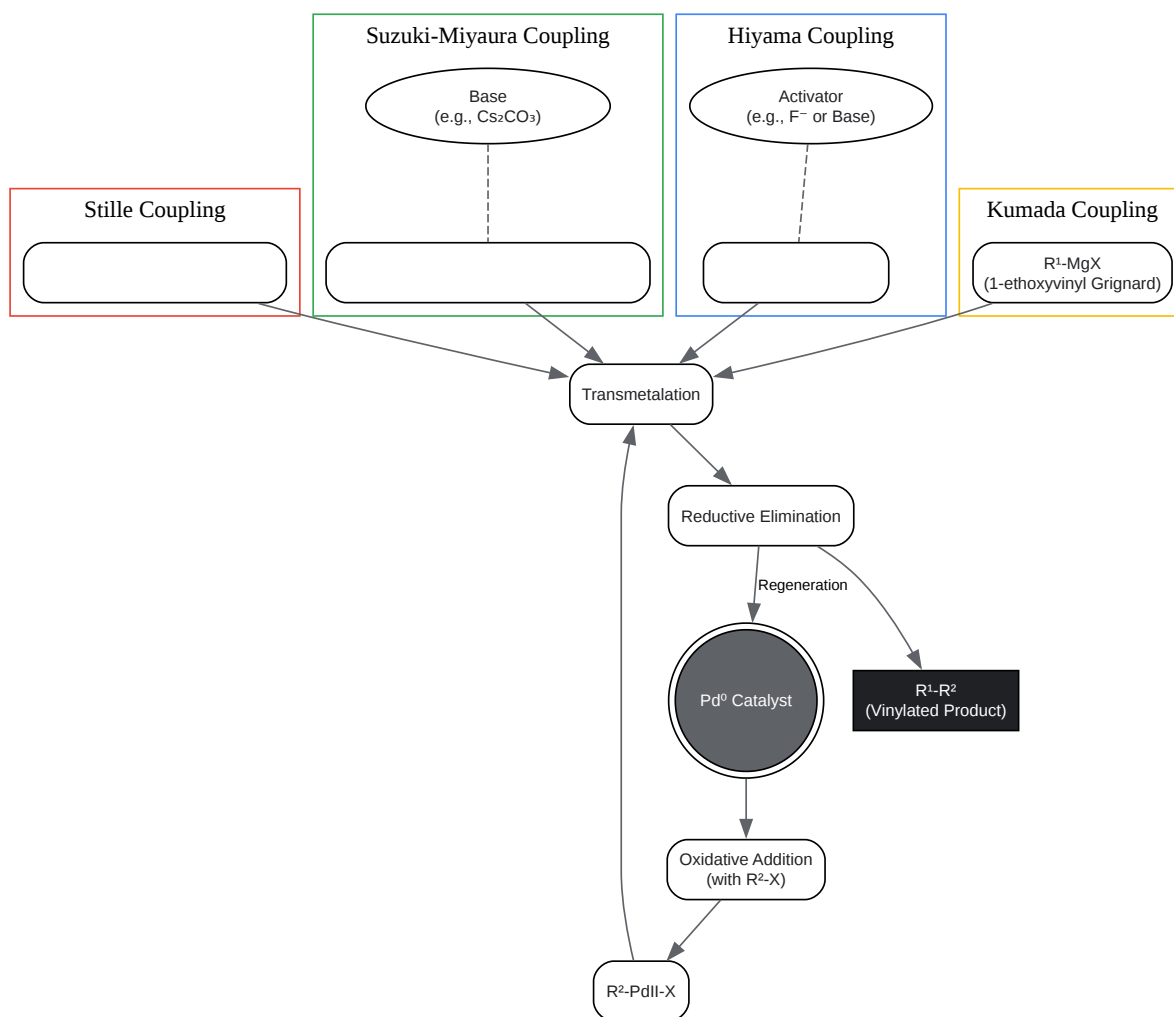 Suzuki-Miyaura Coupling
Hiyama Coupling
Base
(e.g., Cs₂CO₃)
Activator
(e.g., F⁻ or Base)
Stille Coupling
Kumada Coupling
R¹-MgX
(1-ethoxyvinyl Grignard)
Transmetalation
Reductive Elimination
Regeneration
Pd⁰ Catalyst
R¹-R²
(Vinylated Product)
Oxidative Addition
(with R²-X)
R²-PdII-X